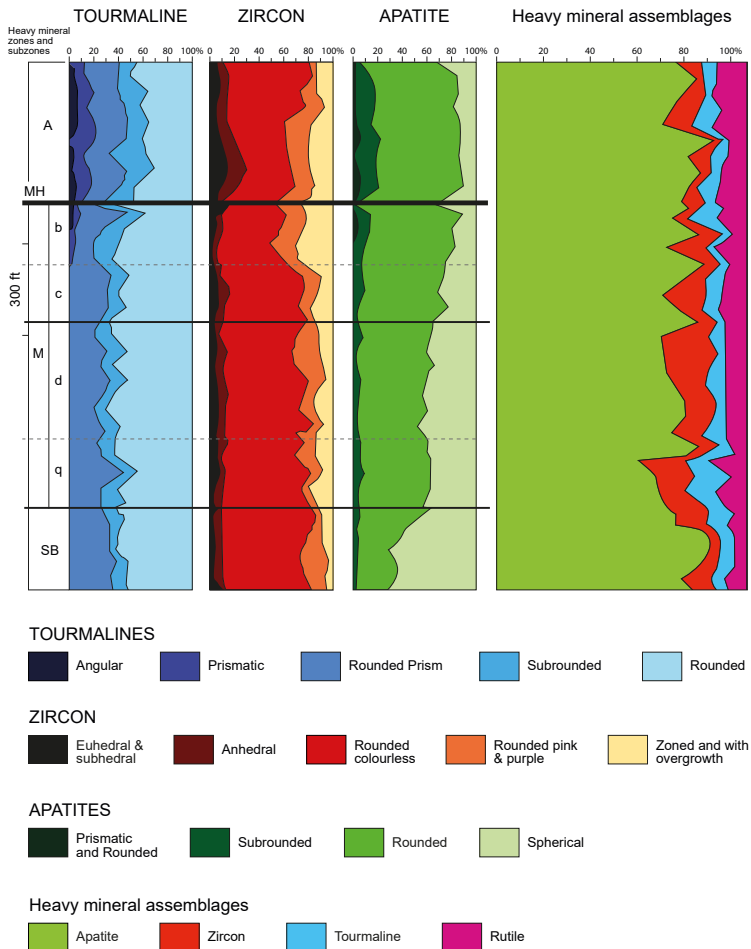 TOURMALINE ZIRCON APATITE Heavy mineral assemblages
Heavy mineral
zones and
subzones
0 20 40 60 80 100%
0 20 40 60 80 100%
0 20 40 60 80 100%
0 20 40 60 80 100%
A
MH
b
300 ft
c
M
d
q
SB
TOURMALINES
Angular
Prismatic
Rounded Prism
Subrounded
Rounded
ZIRCON
Euhedral &
subhedral
Anhedral
Rounded
colourless
Rounded pink
& purple
Zoned and with
overgrowth
APATITES
Prismatic
and Rounded
Subrounded
Rounded
Spherical
Heavy mineral assemblages
Apatite
Zircon
Tourmaline
Rutile